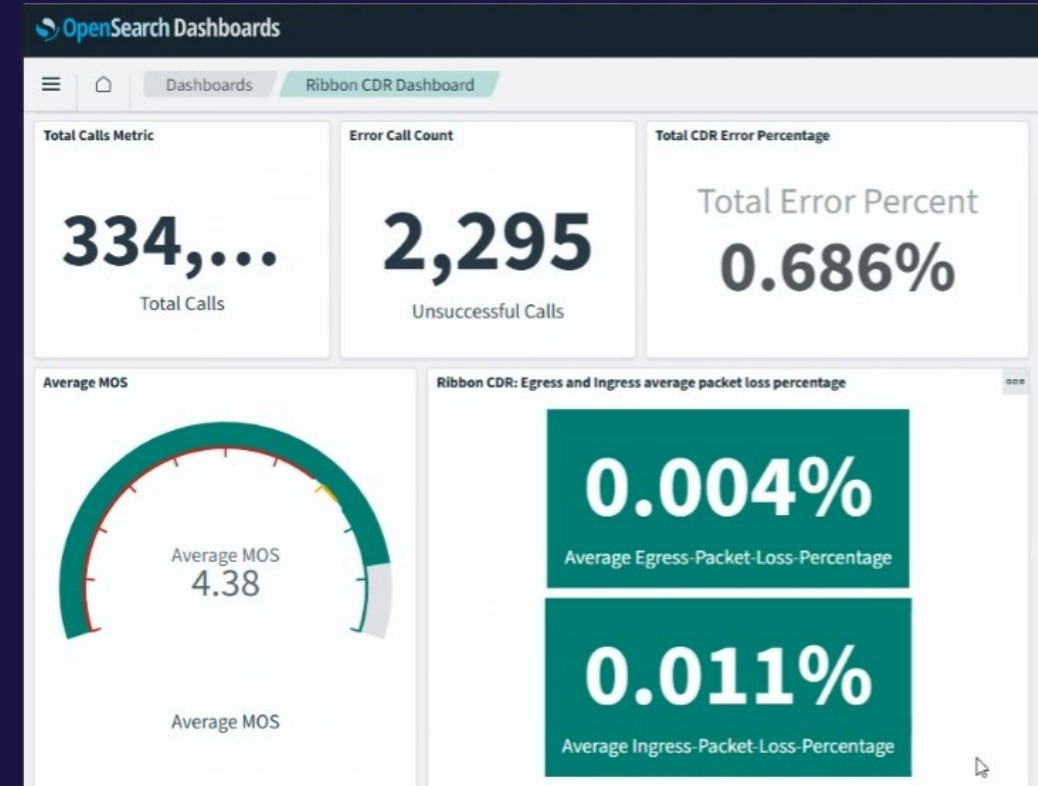 OpenSearch Dashboards
Dashboards
Ribbon CDR Dashboard
Total Calls Metric
334,...
Total Calls
Error Call Count
2,295
Unsuccessful Calls
Total CDR Error Percentage
Total Error Percent
0.686%
Average MOS
Average MOS
4.38
Average MOS
Ribbon CDR: Egress and Ingress average packet loss percentage
0.004%
Average Egress-Packet-Loss-Percentage
0.011%
Average Ingress-Packet-Loss-Percentage